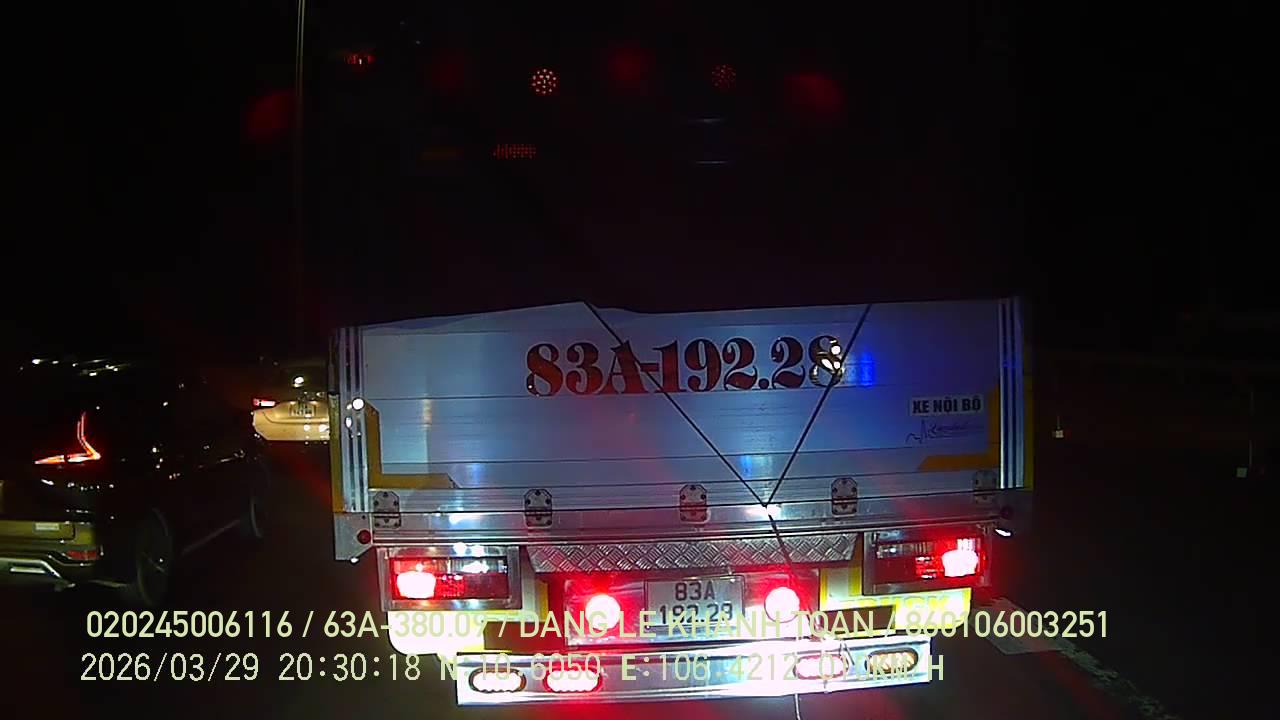 83A-192.28
XE NỘI BỘ
83A
192.28
020245006116 / 63A-380.09 / DANG LE KHANH TOAN / 860106003251
2026/03/29 20:30:18 N:10.6050 E:106.4212 070KM/H